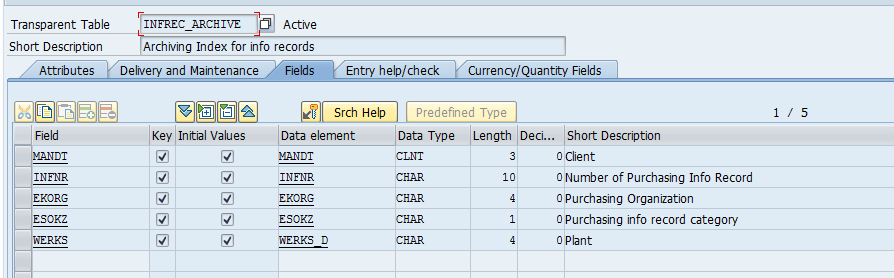 Transparent Table INFREC_ARCHIVE Active
Short Description Archiving Index for info records
Attributes Delivery and Maintenance Fields Entry help/check Currency/Quantity Fields
Srch Help Predefined Type 1 / 5
Field Key Initial Values Data element Data Type Length Deci... Short Description
MANDT MANDT CLNT 3 0 Client
INFNR INFNR CHAR 10 0 Number of Purchasing Info Record
EKORG EKORG CHAR 4 0 Purchasing Organization
ESOKZ ESOKZ CHAR 1 0 Purchasing info record category
WERKS WERKS_D CHAR 4 0 Plant